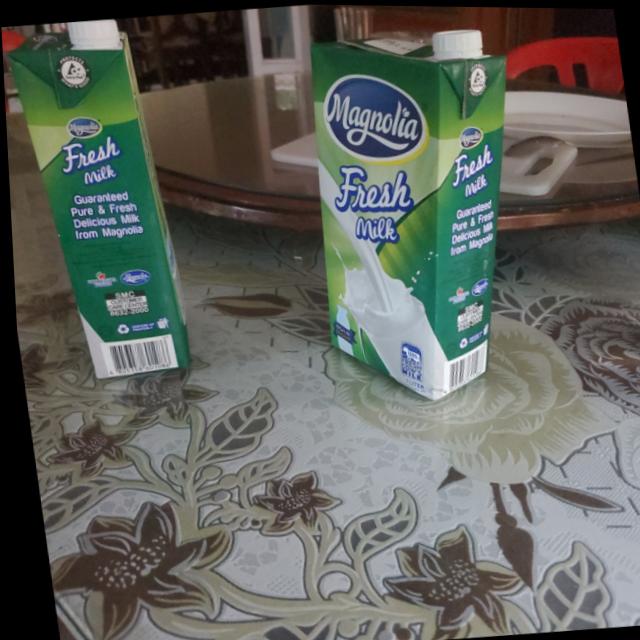 Magnolia
Fresh
Milk
Guaranteed
Pure & Fresh
Delicious Milk
from Magnolia
Magnolia
Magnolia
Fresh
Milk
Magnolia
Fresh
Milk
Guaranteed
Pure & Fresh
Delicious Milk
from Magnolia